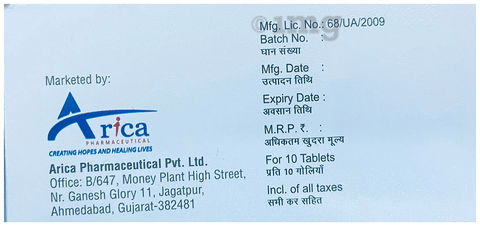 1mg
Marketed by:
Arica
PHARMACEUTICAL
CREATING HOPES AND HEALING LIVES
Arica Pharmaceutical Pvt. Ltd.
Office: B/647, Money Plant High Street,
Nr. Ganesh Glory 11, Jagatpur,
Ahmedabad, Gujarat-382481
Mfg. Lic. No.: 68/UA/2009
Batch No. :
घान संख्या
Mfg. Date :
उत्पादन तिथि
Expiry Date :
अवसान तिथि
M.R.P. ₹. :
अधिकतम खुदरा मूल्य
For 10 Tablets
प्रति 10 गोलियाँ
Incl. of all taxes
सभी कर सहित